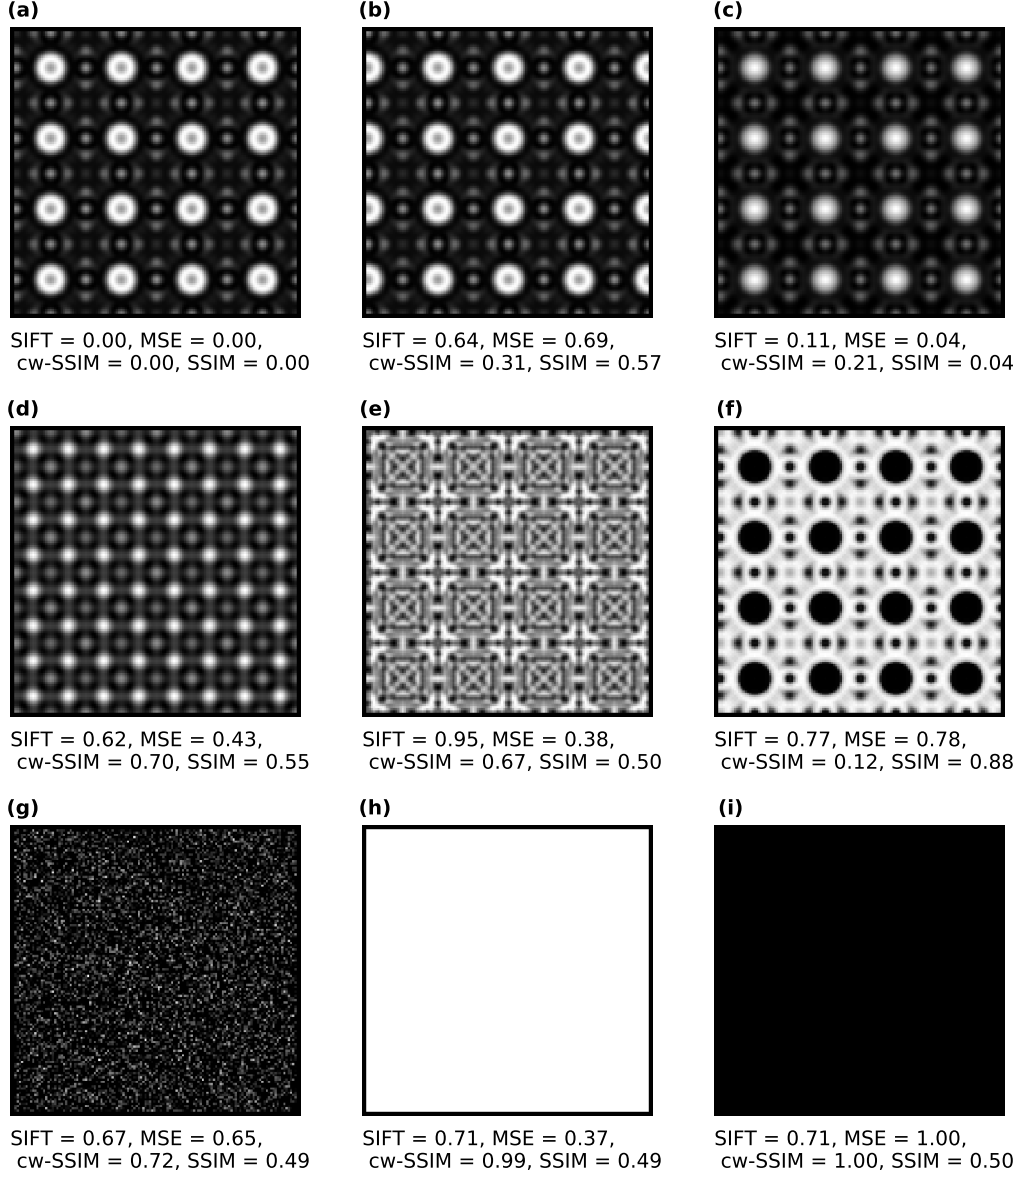 (a)
(b)
(c)
SIFT = 0.00, MSE = 0.00,
cw-SSIM = 0.00, SSIM = 0.00
SIFT = 0.64, MSE = 0.69,
cw-SSIM = 0.31, SSIM = 0.57
SIFT = 0.11, MSE = 0.04,
cw-SSIM = 0.21, SSIM = 0.04
(d)
(e)
(f)
SIFT = 0.62, MSE = 0.43,
cw-SSIM = 0.70, SSIM = 0.55
SIFT = 0.95, MSE = 0.38,
cw-SSIM = 0.67, SSIM = 0.50
SIFT = 0.77, MSE = 0.78,
cw-SSIM = 0.12, SSIM = 0.88
(g)
(h)
(i)
SIFT = 0.67, MSE = 0.65,
cw-SSIM = 0.72, SSIM = 0.49
SIFT = 0.71, MSE = 0.37,
cw-SSIM = 0.99, SSIM = 0.49
SIFT = 0.71, MSE = 1.00,
cw-SSIM = 1.00, SSIM = 0.50